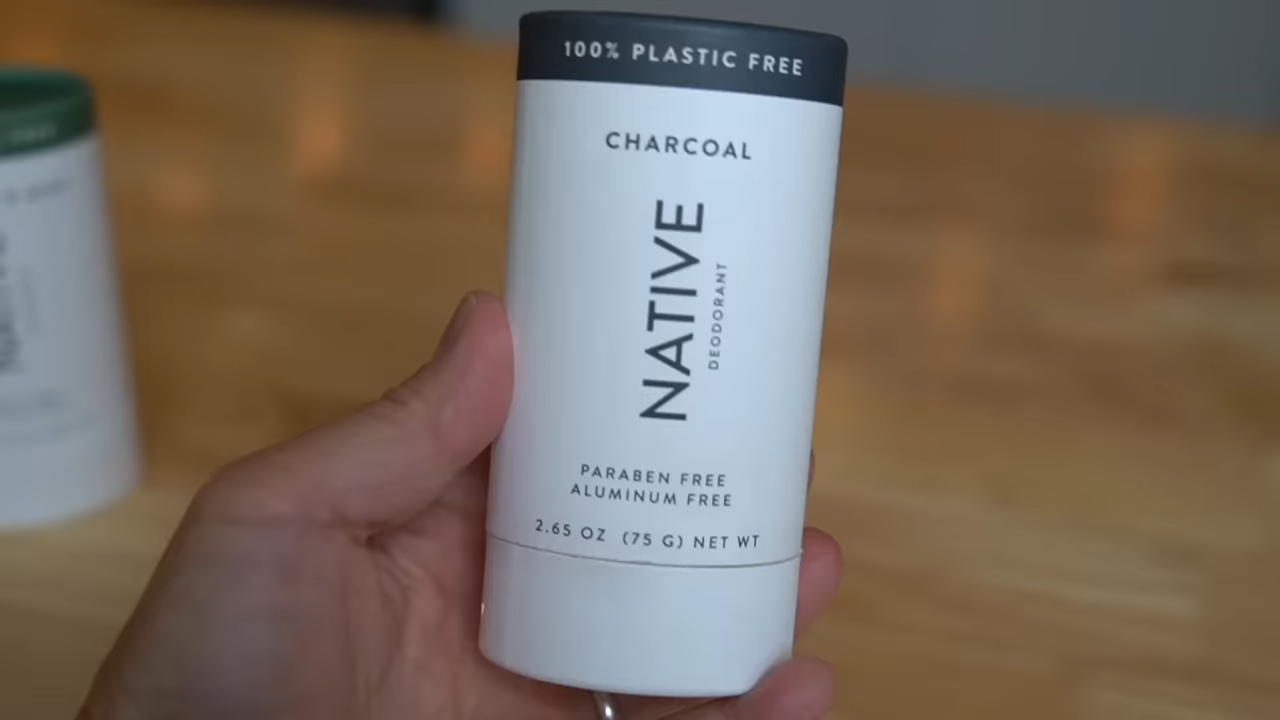 100% PLASTIC FREE
CHARCOAL
NATIVE
DEODORANT
PARABEN FREE
ALUMINUM FREE
2.65 OZ (75 G) NET WT